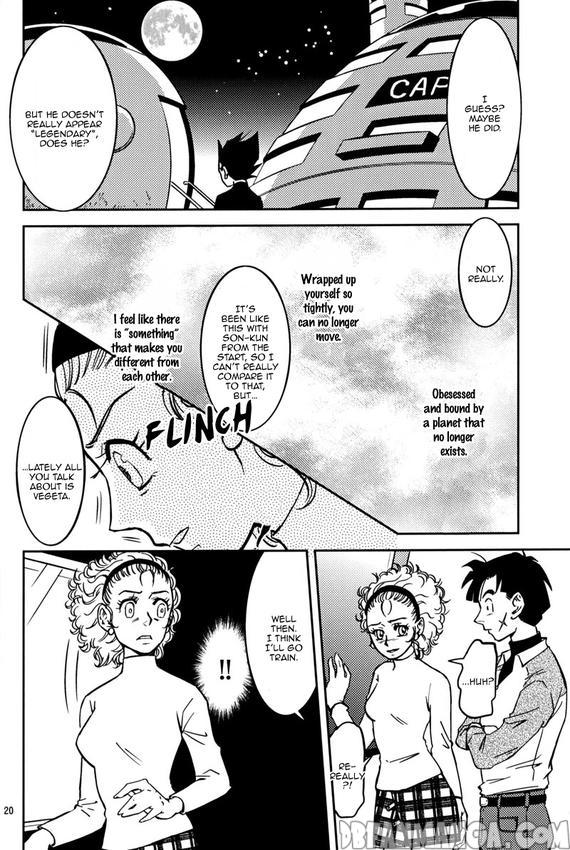 I
GUESS?
MAYBE
HE DID.
CAP
BUT HE DOESN'T
REALLY APPEAR
"LEGENDARY",
DOES HE?
NOT
REALLY.
Obesessed
and bound by
a planet that
no longer
exists.
Wrapped up
yourself so
tightly, you
can no longer
move.
IT'S
BEEN LIKE
THIS WITH
SON-KUN
FROM THE
START, SO I
CAN'T REALLY
COMPARE IT
TO THAT,
BUT...
I feel like there
is "something"
that makes you
different from
each other.
FLINCH
...LATELY ALL
YOU TALK
ABOUT IS
VEGETA.
...HUH?
RE-
REALLY
?!
WELL
THEN.
I THINK
I'LL GO
TRAIN.
!!
20